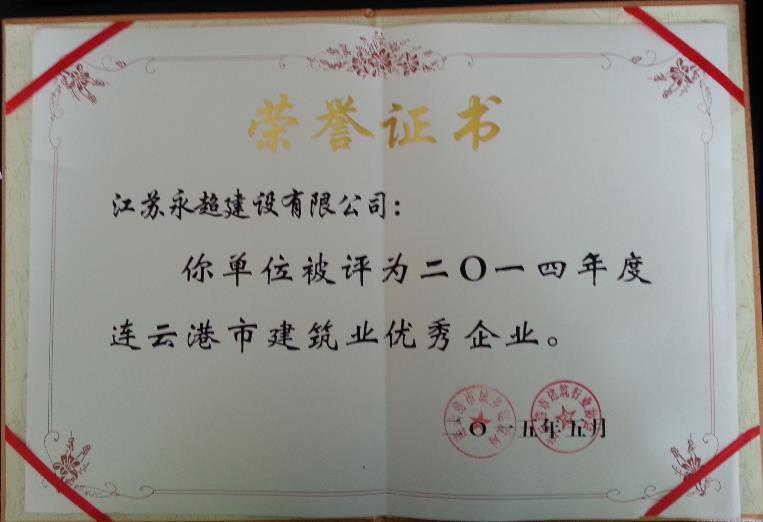 荣誉证书
江苏永超建设有限公司：
你单位被评为二〇一四年度
连云港市建筑业优秀企业。
〇一五年五月